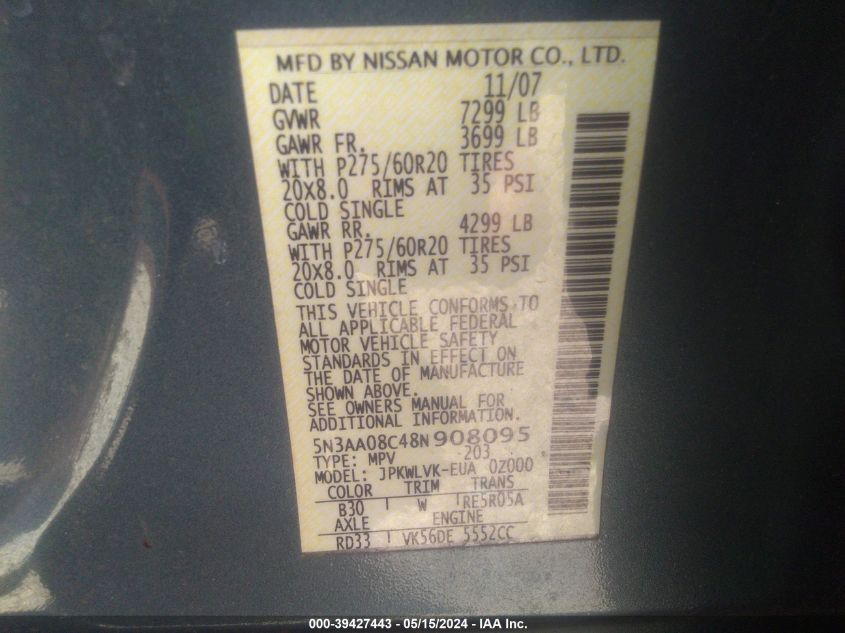 MFD BY NISSAN MOTOR CO., LTD.
DATE 11/07
GVWR 7299 LB
GAWR FR. 3699 LB
WITH P275/60R20 TIRES
20X8.0 RIMS AT 35 PSI
COLD SINGLE
GAWR RR. 4299 LB
WITH P275/60R20 TIRES
20X8.0 RIMS AT 35 PSI
COLD SINGLE
THIS VEHICLE CONFORMS TO
ALL APPLICABLE FEDERAL
MOTOR VEHICLE SAFETY
STANDARDS IN EFFECT ON
THE DATE OF MANUFACTURE
SHOWN ABOVE.
SEE OWNERS MANUAL FOR
ADDITIONAL INFORMATION.
5N3AA08C48N908095
TYPE: MPV 203
MODEL: JPKWLVK-EUA 0Z000
COLOR TRIM TRANS
B30 W RE5R05A
AXLE ENGINE
RD33 VK56DE 5552CC
000-39427443 - 05/15/2024 - IAA Inc.